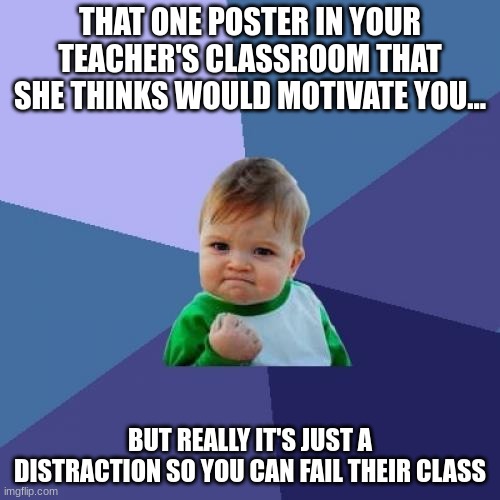 THAT ONE POSTER IN YOUR
TEACHER'S CLASSROOM THAT
SHE THINKS WOULD MOTIVATE YOU...
BUT REALLY IT'S JUST A
DISTRACTION SO YOU CAN FAIL THEIR CLASS
imgflip.com